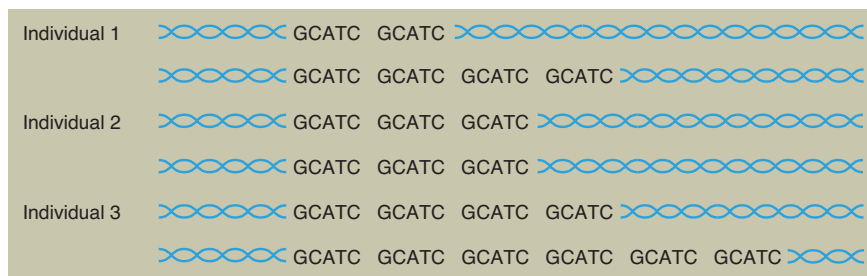 Individual 1 GCATC GCATC
GCATC GCATC GCATC GCATC
Individual 2 GCATC GCATC GCATC
GCATC GCATC GCATC
Individual 3 GCATC GCATC GCATC GCATC
GCATC GCATC GCATC GCATC GCATC GCATC